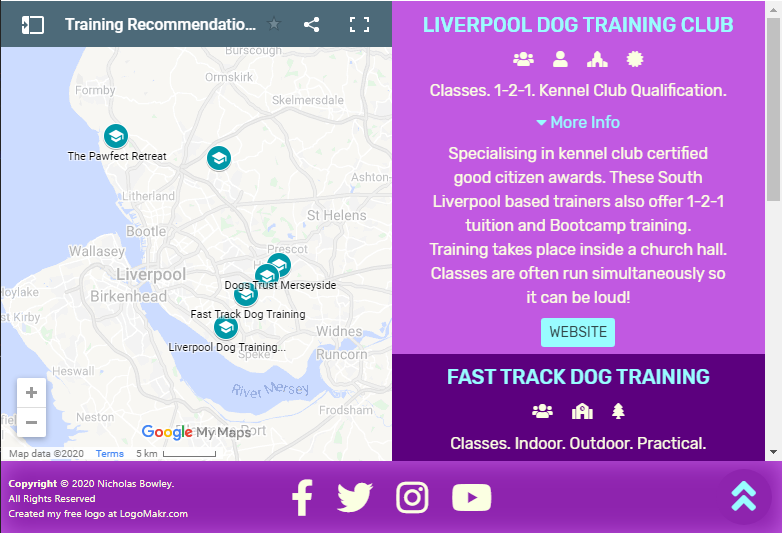 Training Recommendatio...
Burscough
Ormskirk
Formby
Skelmersdale
The Pawfect Retreat
Ashton-
Litherland
St Helens
Bootle
Wallasey
Prescot
Liverpool
Dogs Trust Merseyside
Hoylake
Birkenhead
st Kirby
Fast Track Dog Training
Widnes
Liverpool Dog Training...
Speke
Runcorn
Heswall
River Mersey
Neston
Frodsham
Google My Maps
Port
Map data ©2020 Terms 5 km
LIVERPOOL DOG TRAINING CLUB
Classes. 1-2-1. Kennel Club Qualification.
More Info
Specialising in kennel club certified
good citizen awards. These South
Liverpool based trainers also offer 1-2-1
tuition and Bootcamp training.
Training takes place inside a church hall.
Classes are often run simultaneously so
it can be loud!
WEBSITE
FAST TRACK DOG TRAINING
Classes. Indoor. Outdoor. Practical.
Copyright © 2020 Nicholas Bowley.
All Rights Reserved
Created my free logo at LogoMakr.com